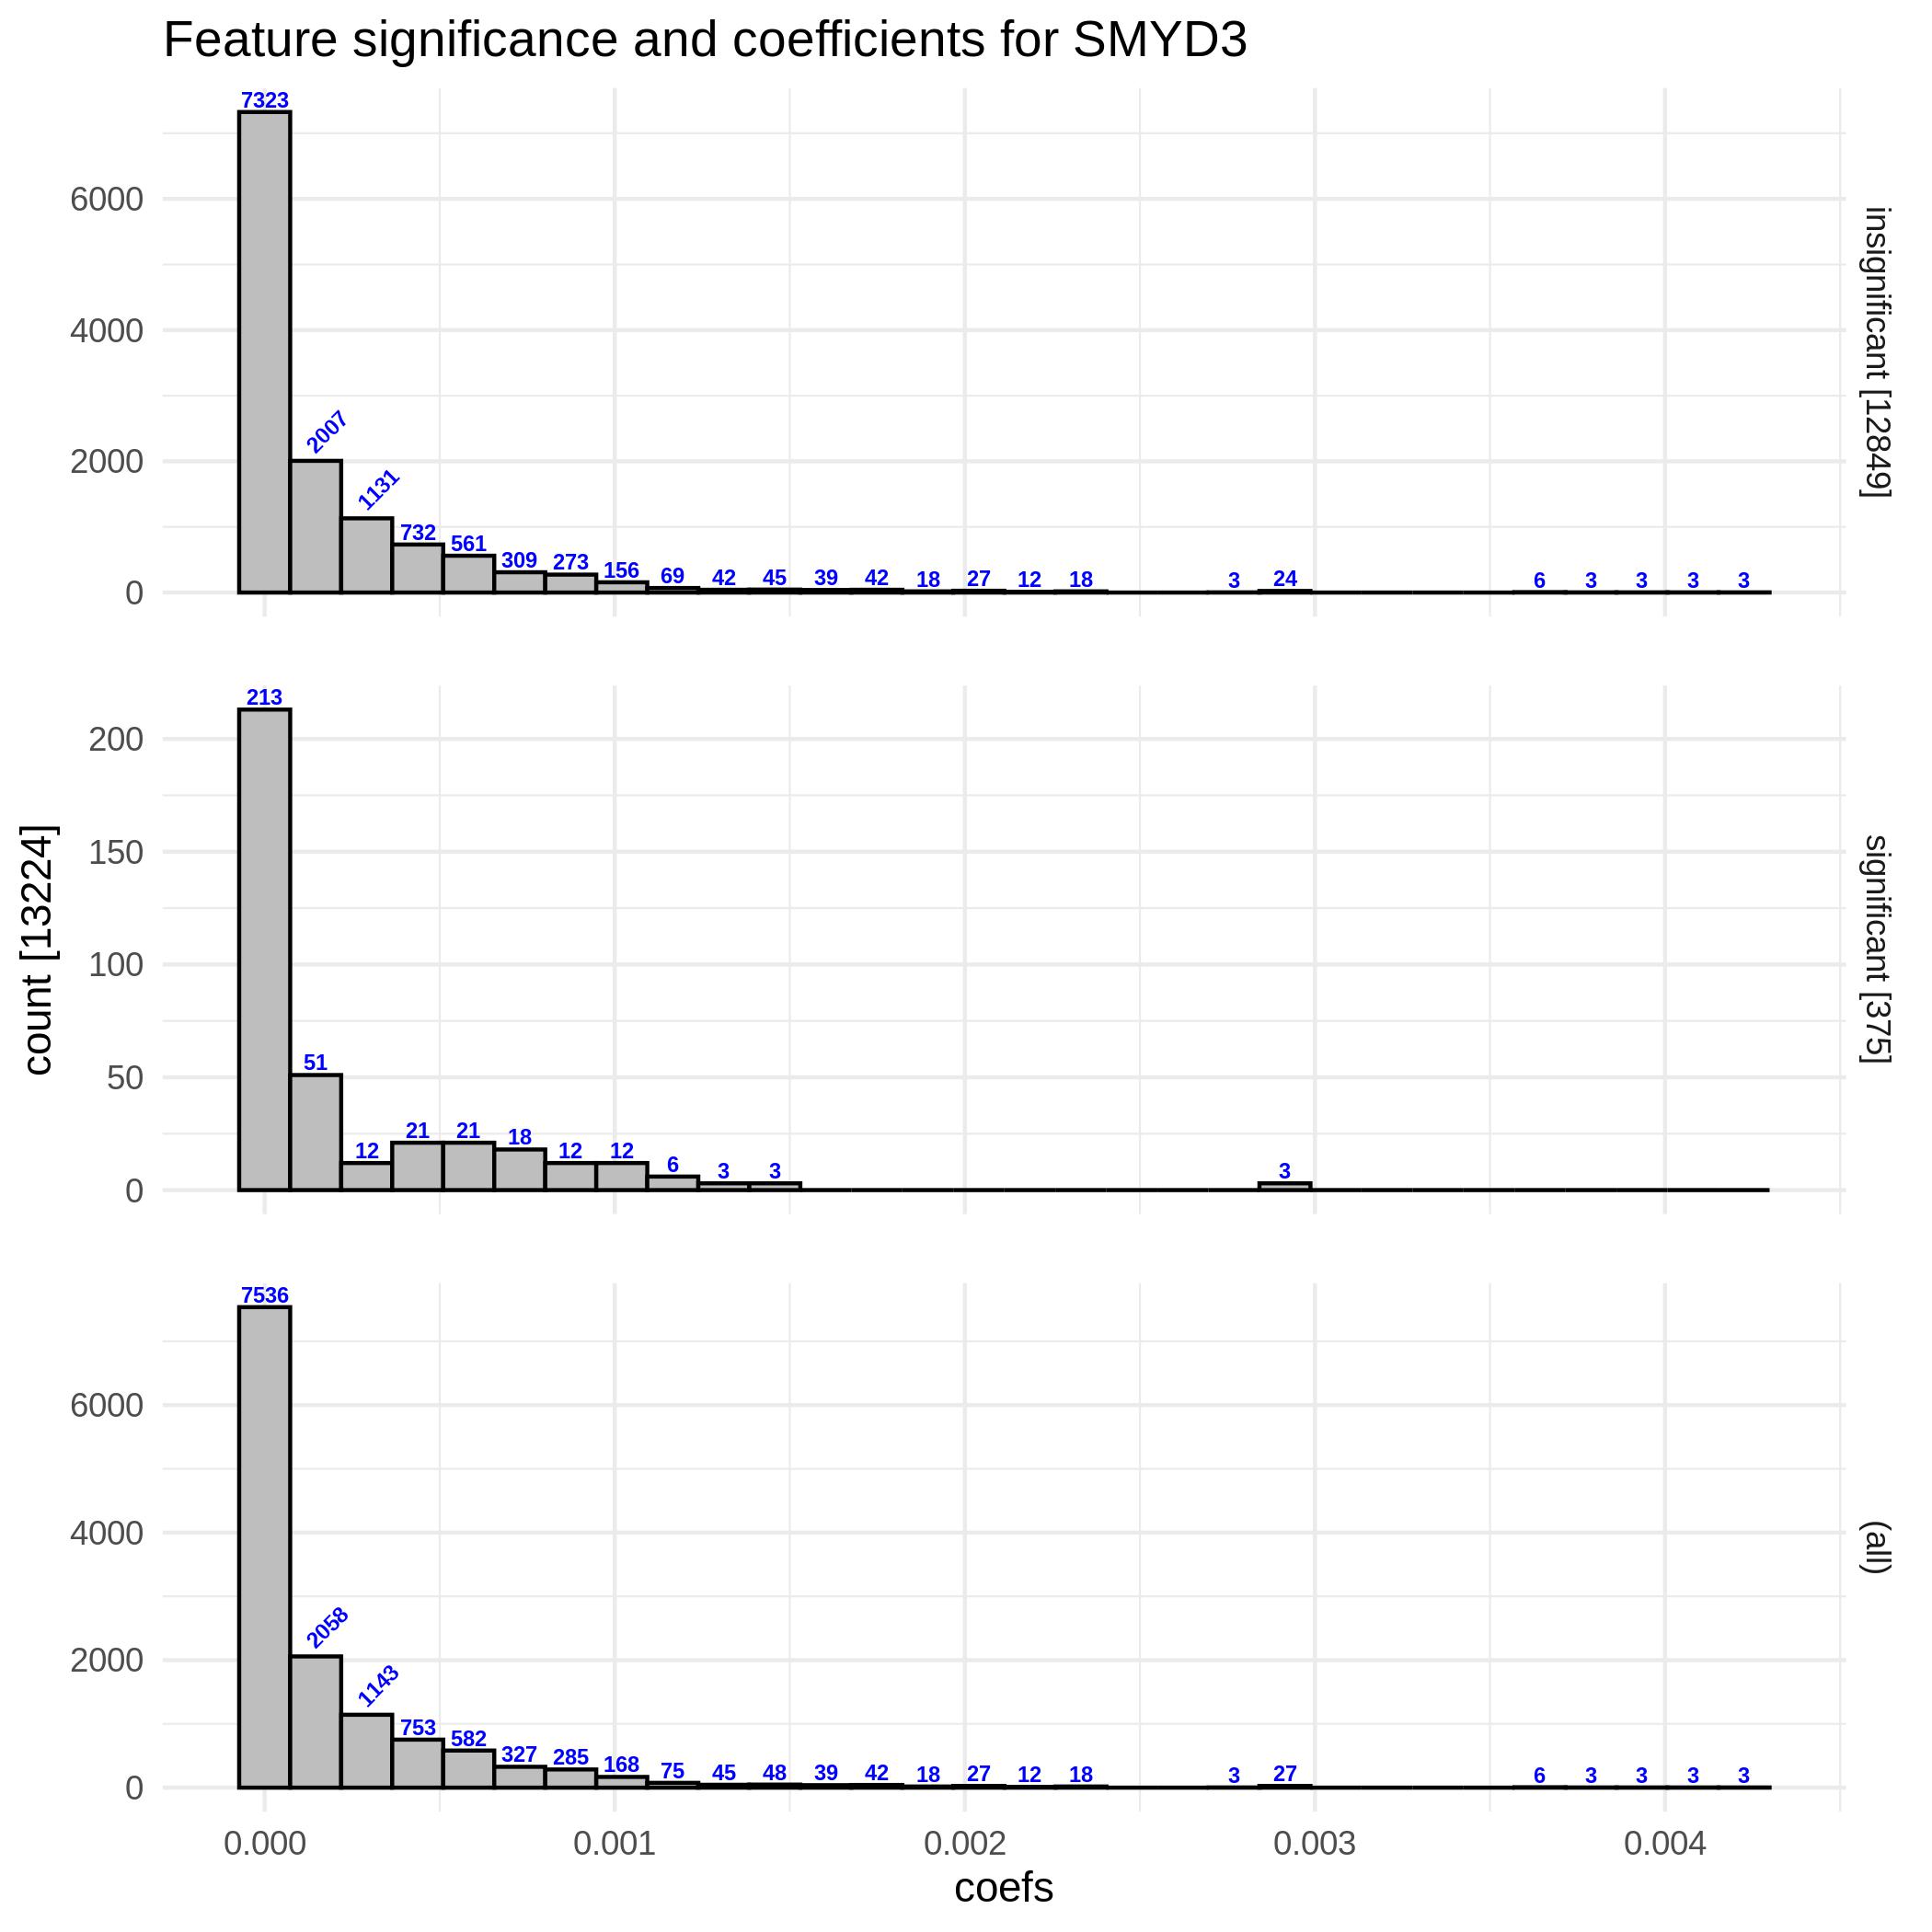 Feature significance and coefficients for SMYD3
count [13224]
7323
2007
1131
732 561 309 273 156 69 42 45 39 42 18 27 12 18 3 24 6 3 3 3 3
6000
4000
2000
0
insignificant [12849]
213
51
12 21 21 18 12 12 6 3 3 3
200
150
100
50
0
significant [375]
7536
2058
1143
753 582 327 285 168 75 45 48 39 42 18 27 12 18 3 27 6 3 3 3 3
6000
4000
2000
0
(all)
0.000 0.001 0.002 0.003 0.004
coefs